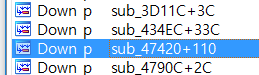 Down p sub_3D11C+3C
Down p sub_434EC+33C
Down p sub_47420+110
Down p sub_4790C+2C